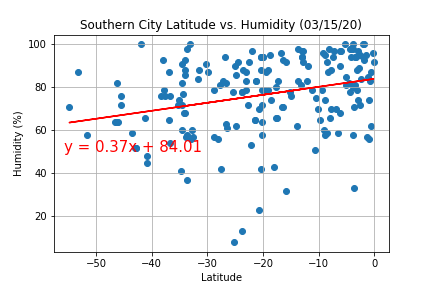 Southern City Latitude vs. Humidity (03/15/20)
100
80
60
40
20
Humidity (%)
y = 0.37x + 84.01
−50 −40 −30 −20 −10 0
Latitude